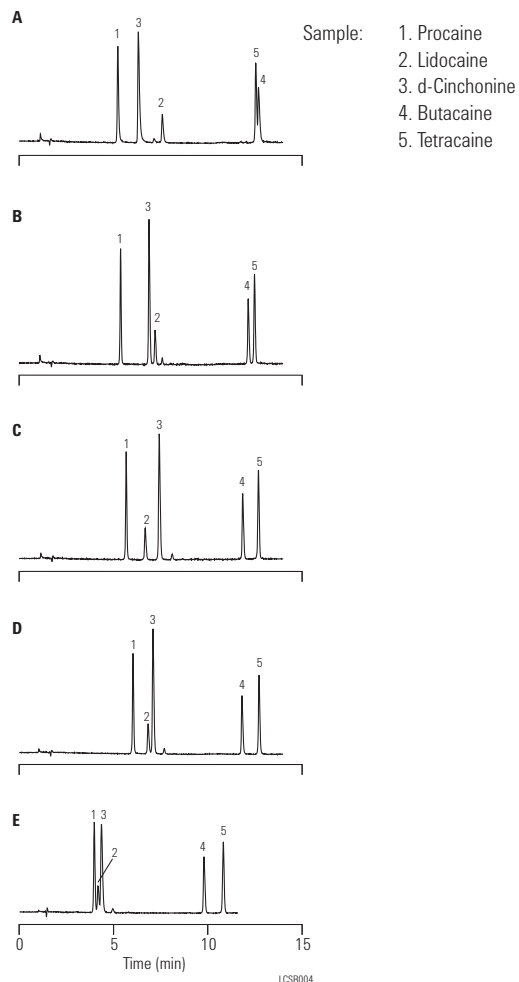 A
1
3
2
5
4
Sample: 1. Procaine
2. Lidocaine
3. d-Cinchonine
4. Butacaine
5. Tetracaine
B
1
3
2
4
5
C
1
2
3
4
5
D
1
2
3
4
5
E
1 3
2
4
5
0 5 10 15
Time (min)
LCSB004